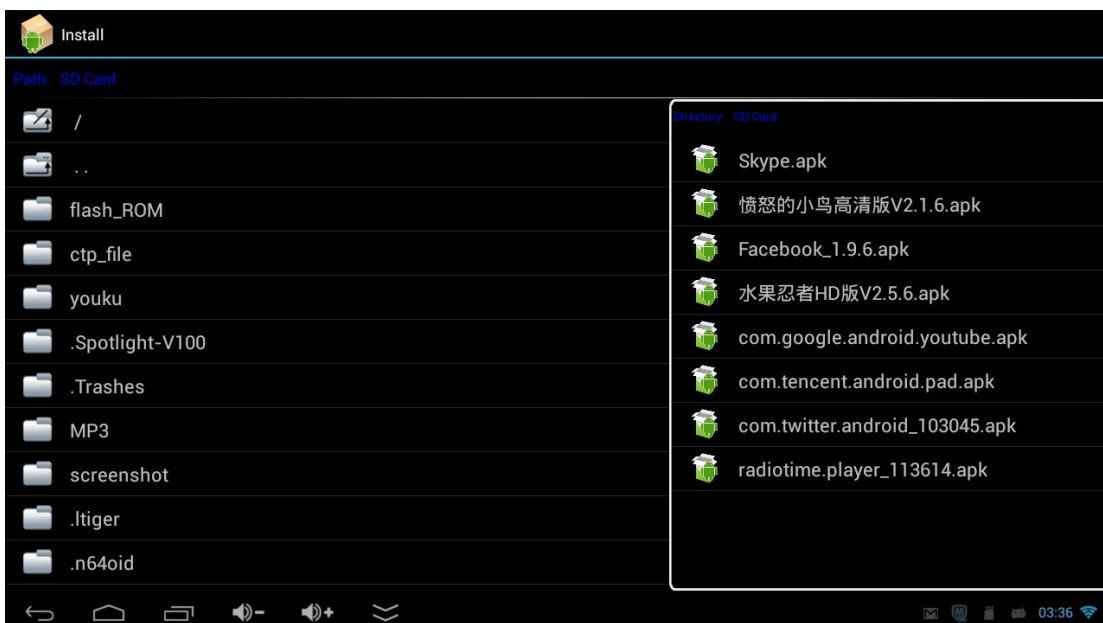 Install
Path: SD Card
/
..
flash_ROM
ctp_file
youku
.Spotlight-V100
.Trashes
MP3
screenshot
.ltiger
.n64oid
Directory: SD Card
Skype.apk
愤怒的小鸟高清版V2.1.6.apk
Facebook_1.9.6.apk
水果忍者HD版V2.5.6.apk
com.google.android.youtube.apk
com.tencent.android.pad.apk
com.twitter.android_103045.apk
radiotime.player_113614.apk
03:36